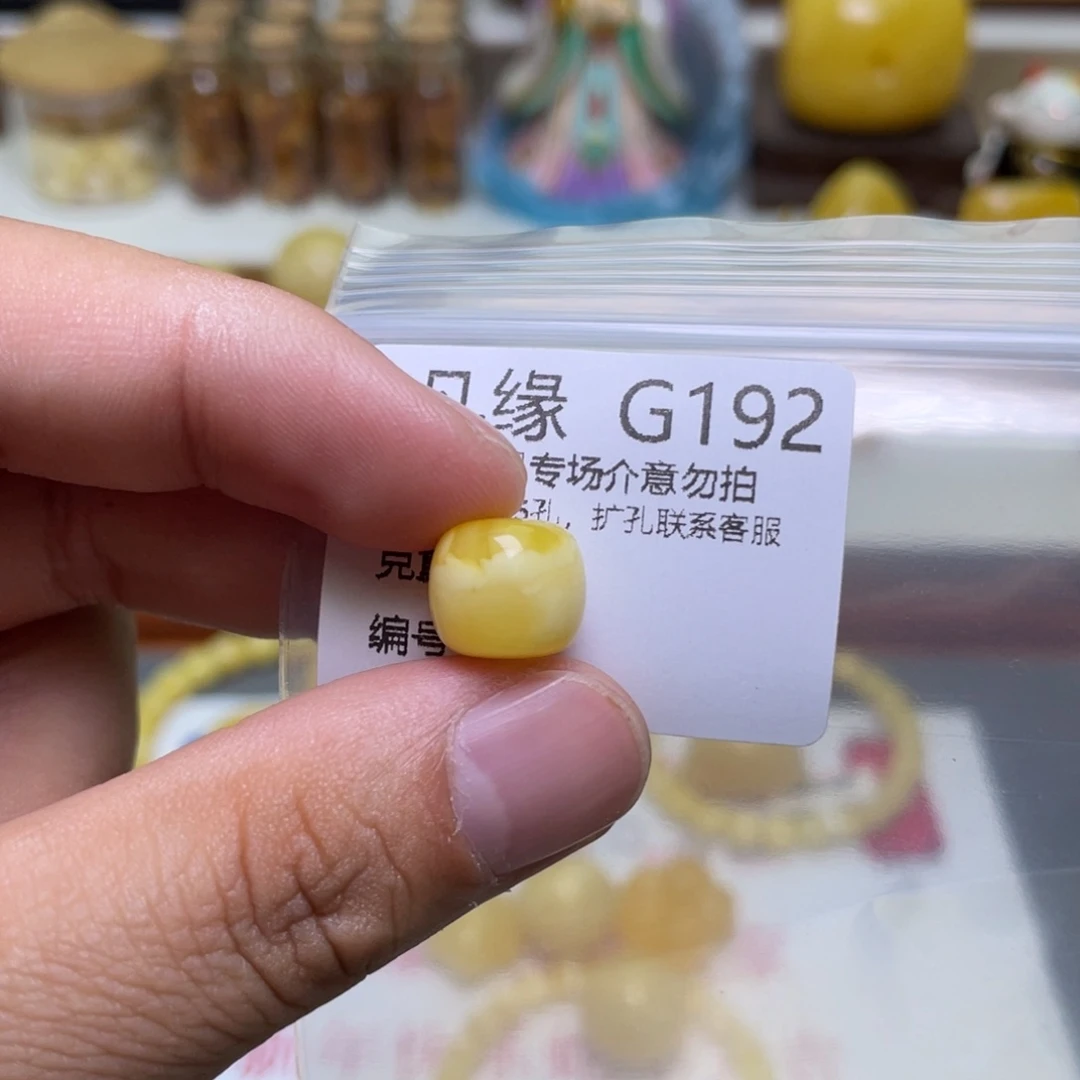 缘 G192
专场介意勿拍
孔，扩孔联系客服
编号